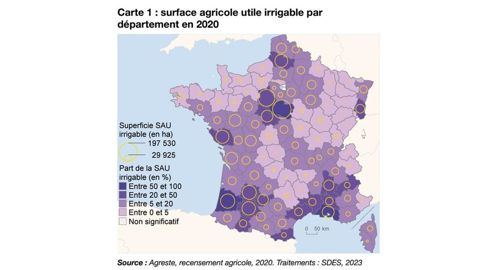 Carte 1 : surface agricole utile irrigable par
département en 2020
Superficie SAU
irrigable (en ha)
197 530
29 925
Part de la SAU
irrigable (en %)
Entre 50 et 100
Entre 20 et 50
Entre 5 et 20
Entre 0 et 5
Non significatif
0 50 km
Source : Agreste, recensement agricole, 2020. Traitements : SDES, 2023